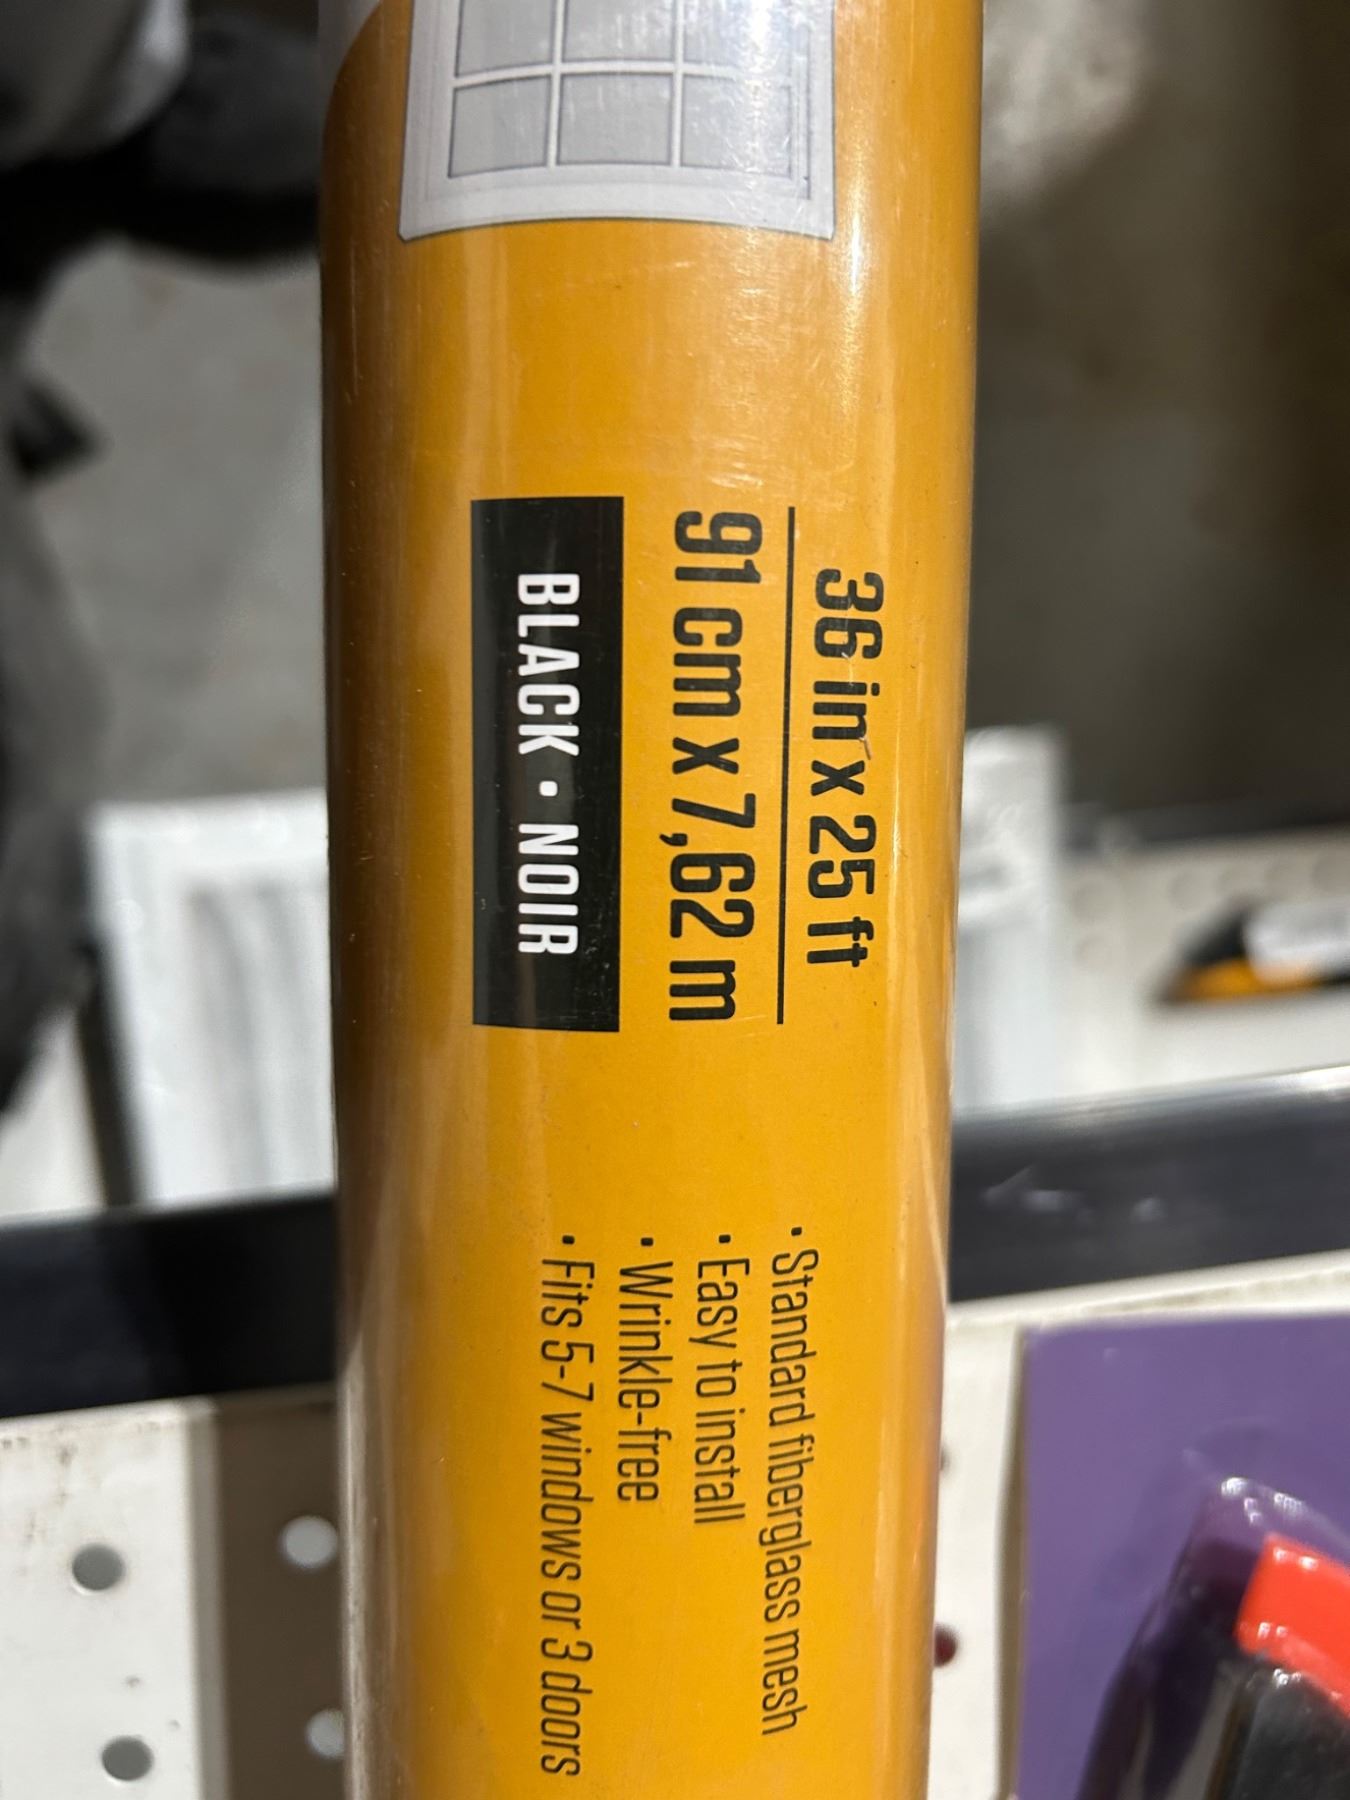 36 in x 25 ft
91 cm x 7,62 m
BLACK • NOIR
• Standard fiberglass mesh
• Easy to install
• Wrinkle-free
• Fits 5-7 windows or 3 doors